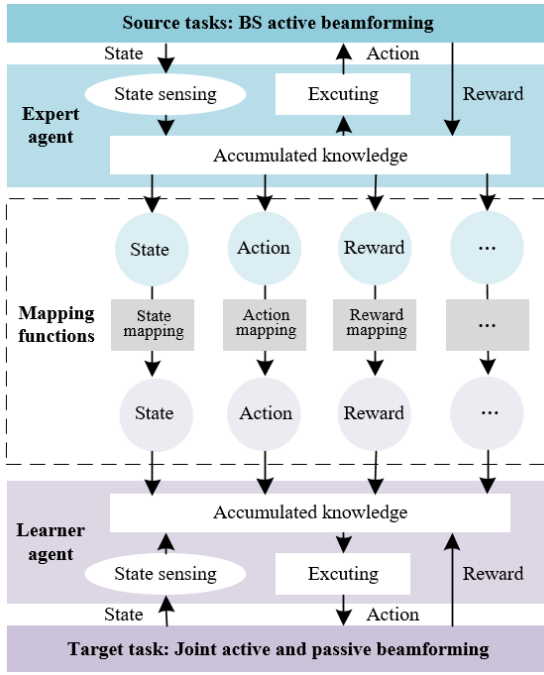 Source tasks: BS active beamforming
State
Action
State sensing
Excuting
Reward
Expert
agent
Accumulated knowledge
State
Action
Reward
...
Mapping
functions
State
mapping
Action
mapping
Reward
mapping
...
State
Action
Reward
...
Learner
agent
Accumulated knowledge
State sensing
Excuting
Reward
State
Action
Target task: Joint active and passive beamforming